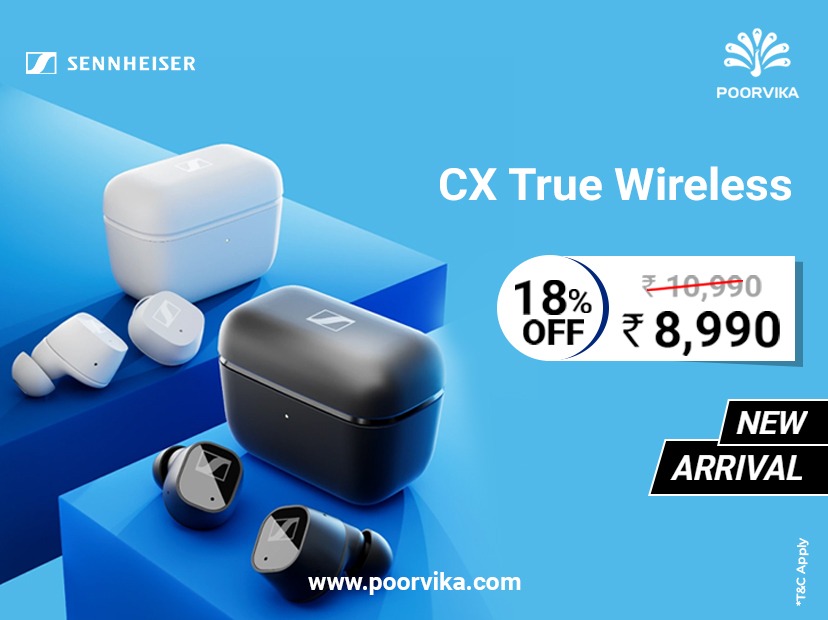 SENNHEISER
POORVIKA
CX True Wireless
18% OFF
₹ 10,990
₹ 8,990
NEW
ARRIVAL
www.poorvika.com
*T&C Apply